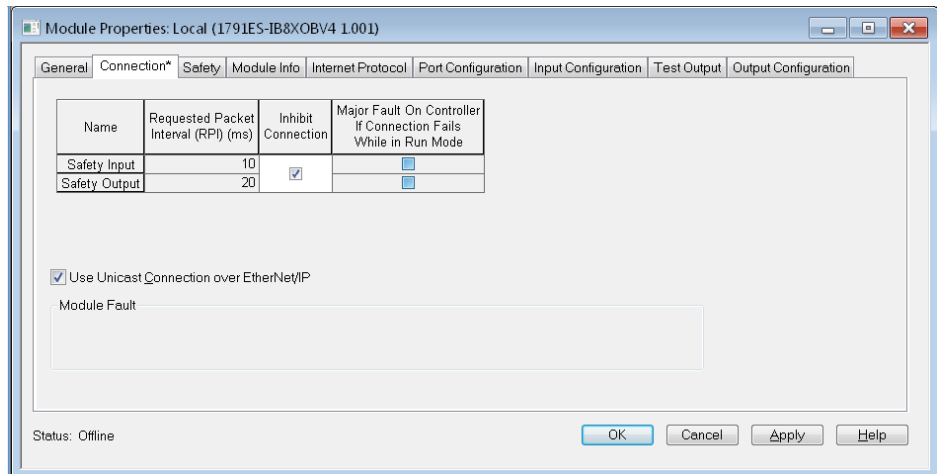 Module Properties: Local (1791ES-IB8XOBV4 1.001)
General Connection* Safety Module Info Internet Protocol Port Configuration Input Configuration Test Output Output Configuration
Name
Requested Packet
Interval (RPI) (ms)
Inhibit
Connection
Major Fault On Controller
If Connection Fails
While in Run Mode
Safety Input 10
Safety Output 20
Use Unicast Connection over EtherNet/IP
Module Fault
Status: Offline
OK Cancel Apply Help